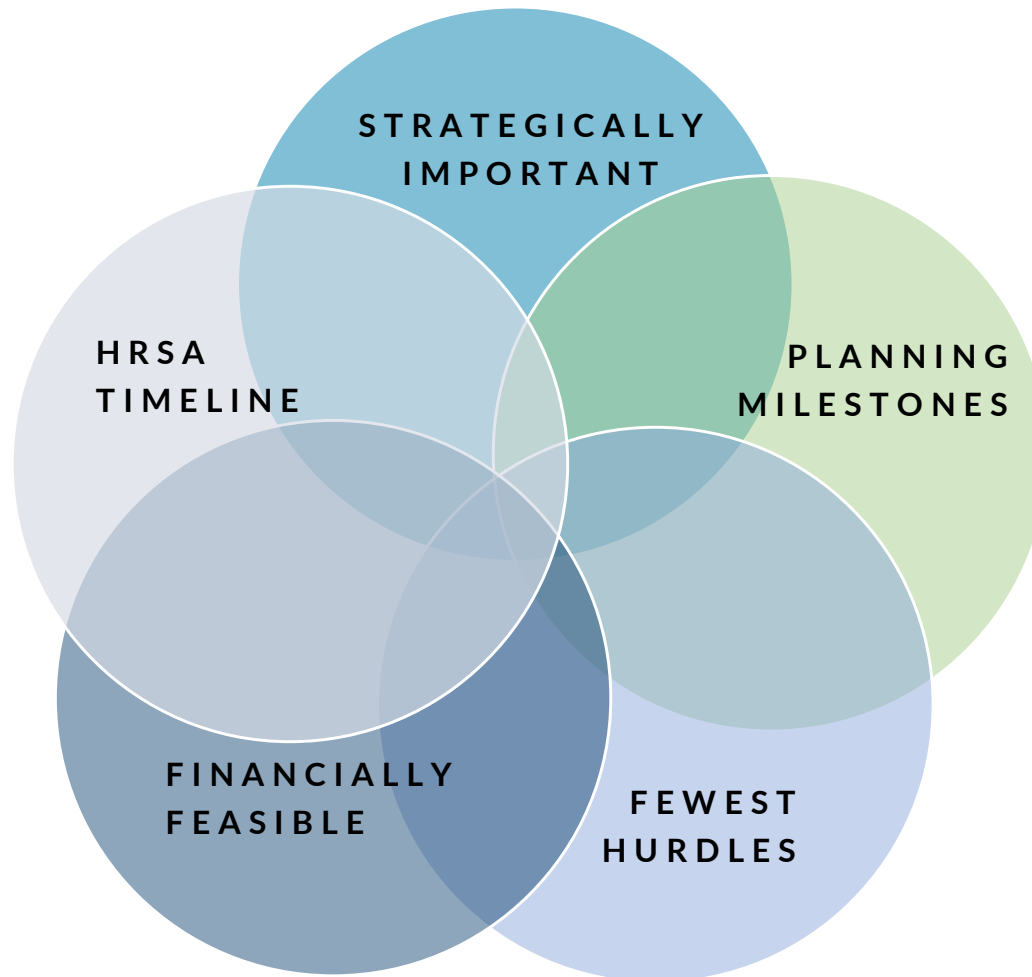 STRATEGICALLY
IMPORTANT
HRSA
TIMELINE
PLANNING
MILESTONES
FINANCIALLY
FEASIBLE
FEWEST
HURDLES